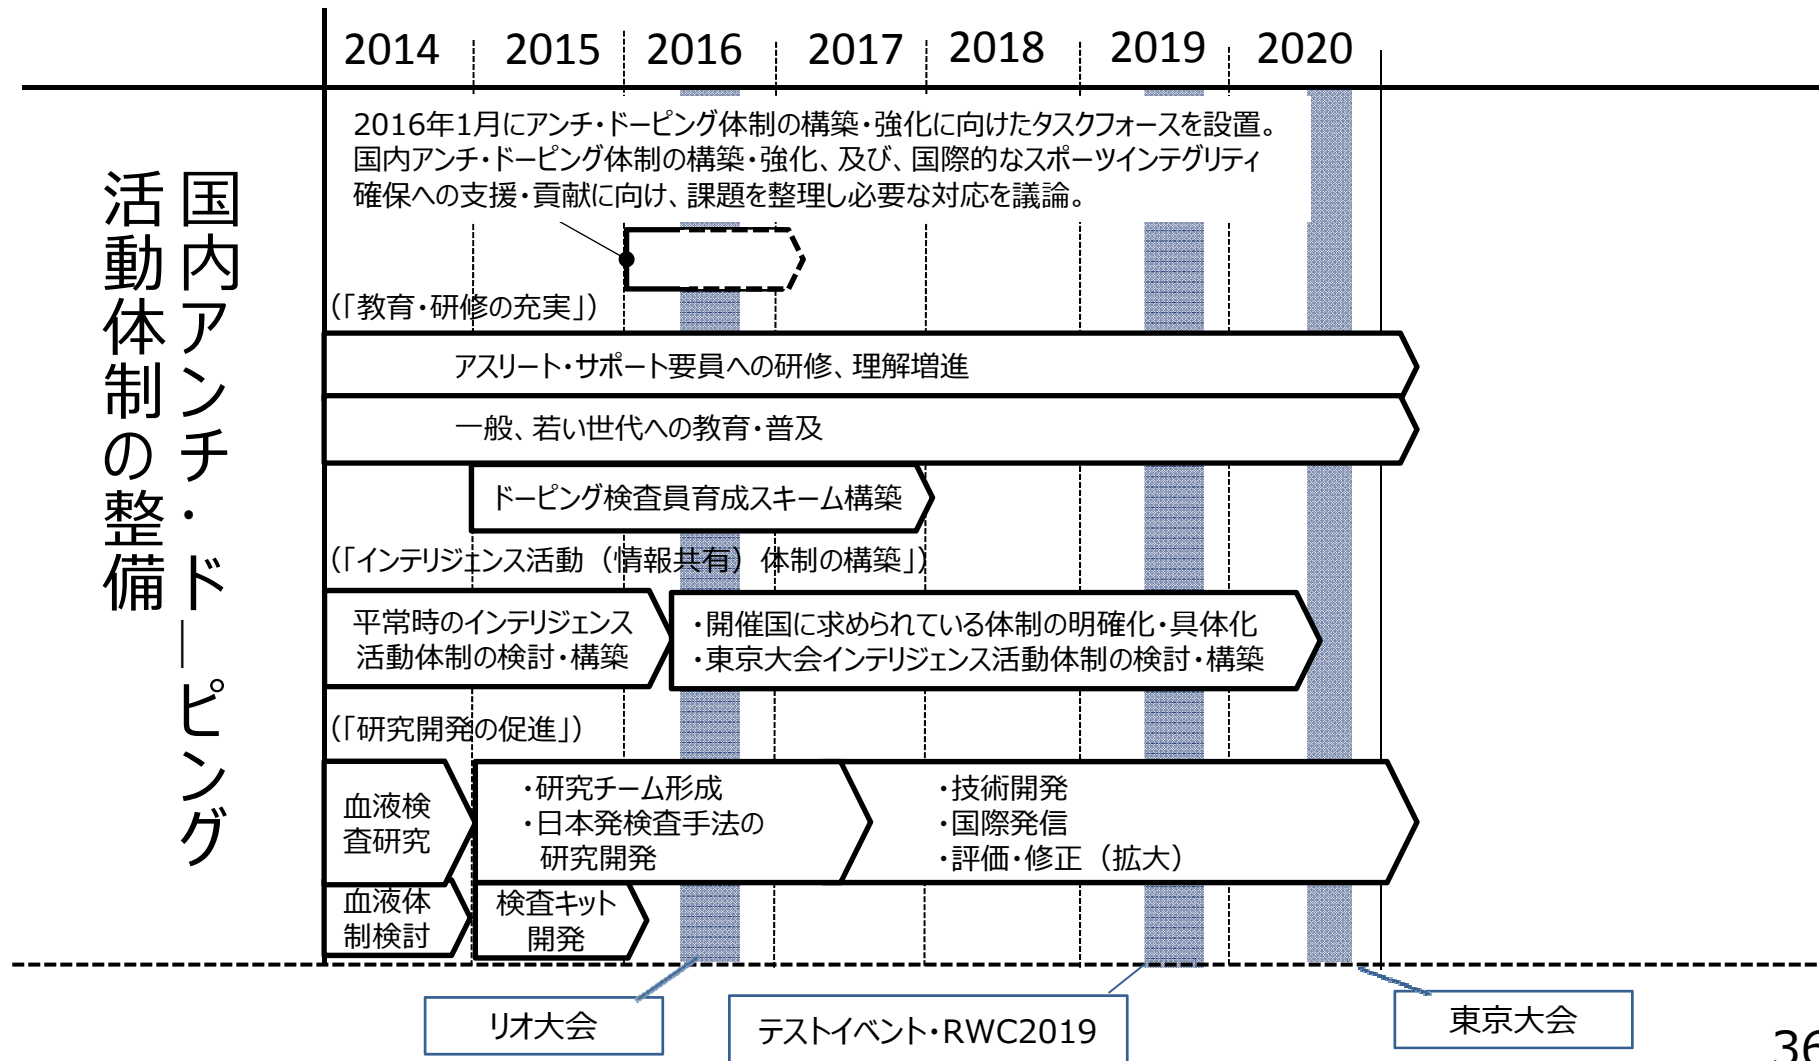 2014 2015 2016 2017 2018 2019 2020
国内アンチ・ドーピング
活動体制の整備
2016年1月にアンチ・ドーピング体制の構築・強化に向けたタスクフォースを設置。
国内アンチ・ドーピング体制の構築・強化、及び、国際的なスポーツインテグリティ
確保への支援・貢献に向け、課題を整理し必要な対応を議論。
(「教育・研修の充実」)
アスリート・サポート要員への研修、理解増進
一般、若い世代への教育・普及
ドーピング検査員育成スキーム構築
(「インテリジェンス活動（情報共有）体制の構築」)
平常時のインテリジェンス
活動体制の検討・構築
・開催国に求められている体制の明確化・具体化
・東京大会インテリジェンス活動体制の検討・構築
(「研究開発の促進」)
血液検
査研究
・研究チーム形成
・日本発検査手法の
研究開発
・技術開発
・国際発信
・評価・修正（拡大）
血液体
制検討
検査キット
開発
リオ大会
テストイベント・RWC2019
東京大会
36